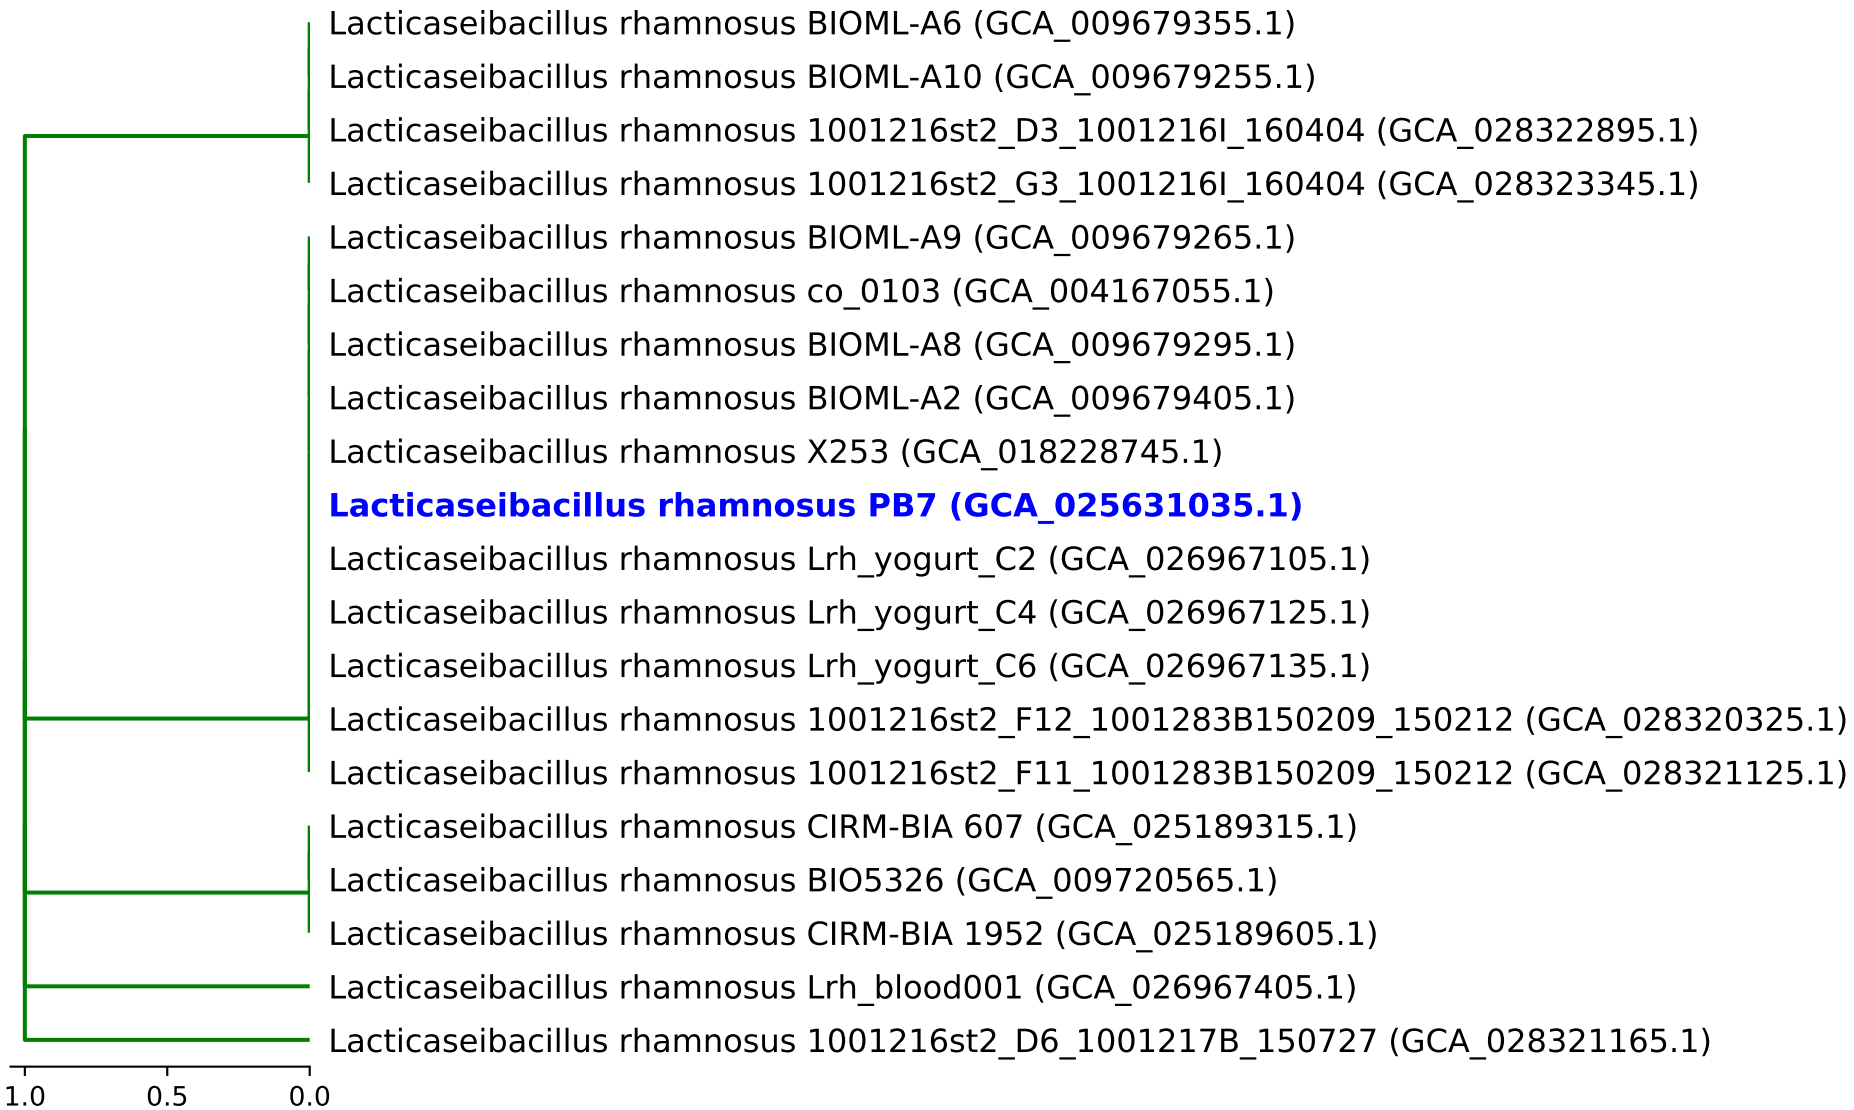 Lacticaseibacillus rhamnosus BIOML-A6 (GCA_009679355.1)
Lacticaseibacillus rhamnosus BIOML-A10 (GCA_009679255.1)
Lacticaseibacillus rhamnosus 1001216st2_D3_1001216I_160404 (GCA_028322895.1)
Lacticaseibacillus rhamnosus 1001216st2_G3_1001216I_160404 (GCA_028323345.1)
Lacticaseibacillus rhamnosus BIOML-A9 (GCA_009679265.1)
Lacticaseibacillus rhamnosus co_0103 (GCA_004167055.1)
Lacticaseibacillus rhamnosus BIOML-A8 (GCA_009679295.1)
Lacticaseibacillus rhamnosus BIOML-A2 (GCA_009679405.1)
Lacticaseibacillus rhamnosus X253 (GCA_018228745.1)
Lacticaseibacillus rhamnosus PB7 (GCA_025631035.1)
Lacticaseibacillus rhamnosus Lrh_yogurt_C2 (GCA_026967105.1)
Lacticaseibacillus rhamnosus Lrh_yogurt_C4 (GCA_026967125.1)
Lacticaseibacillus rhamnosus Lrh_yogurt_C6 (GCA_026967135.1)
Lacticaseibacillus rhamnosus 1001216st2_F12_1001283B150209_150212 (GCA_028320325.1)
Lacticaseibacillus rhamnosus 1001216st2_F11_1001283B150209_150212 (GCA_028321125.1)
Lacticaseibacillus rhamnosus CIRM-BIA 607 (GCA_025189315.1)
Lacticaseibacillus rhamnosus BIO5326 (GCA_009720565.1)
Lacticaseibacillus rhamnosus CIRM-BIA 1952 (GCA_025189605.1)
Lacticaseibacillus rhamnosus Lrh_blood001 (GCA_026967405.1)
Lacticaseibacillus rhamnosus 1001216st2_D6_1001217B_150727 (GCA_028321165.1)
1.0 0.5 0.0